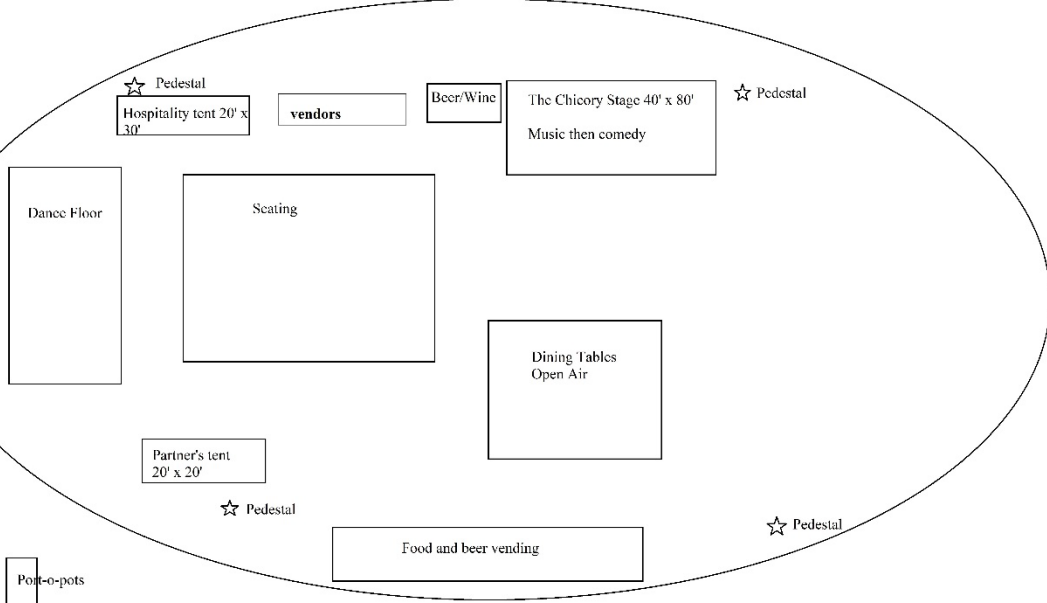 Pedestal
Hospitality tent 20' x
30'
vendors
Beer/Wine
The Chicory Stage 40' x 80'
Music then comedy
Pedestal
Dance Floor
Seating
Dining Tables
Open Air
Partner's tent
20' x 20'
Pedestal
Pedestal
Food and beer vending
Port-o-pots